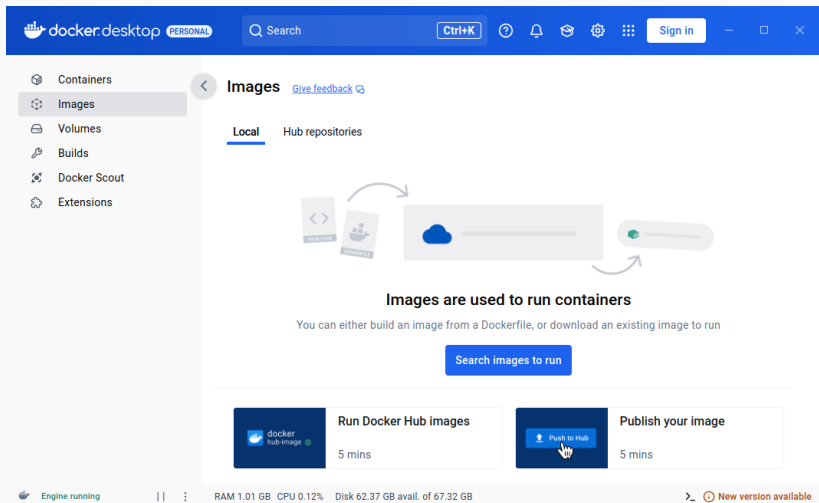 docker.desktop PERSONAL
Search
Ctrl+K
Sign in
Containers
Images
Volumes
Builds
Docker Scout
Extensions
Images Give feedback
Local Hub repositories
YOUR CODE
DOCKERFILE
Images are used to run containers
You can either build an image from a Dockerfile, or download an existing image to run
Search images to run
docker
hub-image
Run Docker Hub images
5 mins
Push to Hub
Publish your image
5 mins
Engine running
RAM 1.01 GB CPU 0.12% Disk 62.37 GB avail. of 67.32 GB
New version available